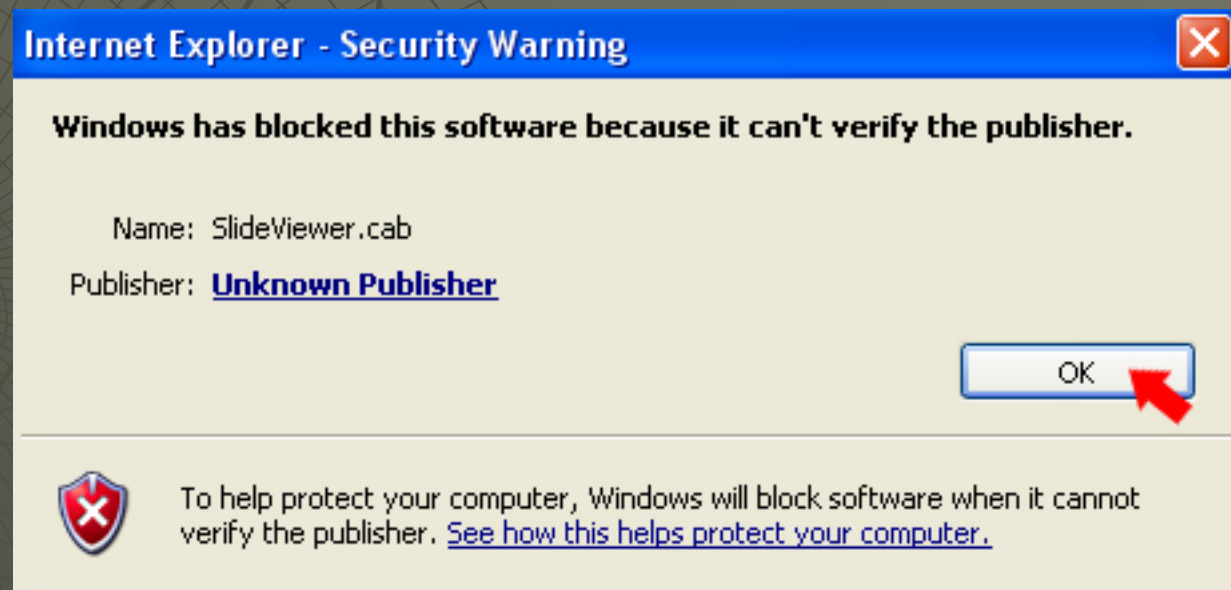 Internet Explorer - Security Warning
Windows has blocked this software because it can't verify the publisher.
Name: SlideViewer.cab
Publisher: Unknown Publisher
OK
To help protect your computer, Windows will block software when it cannot
verify the publisher. See how this helps protect your computer.